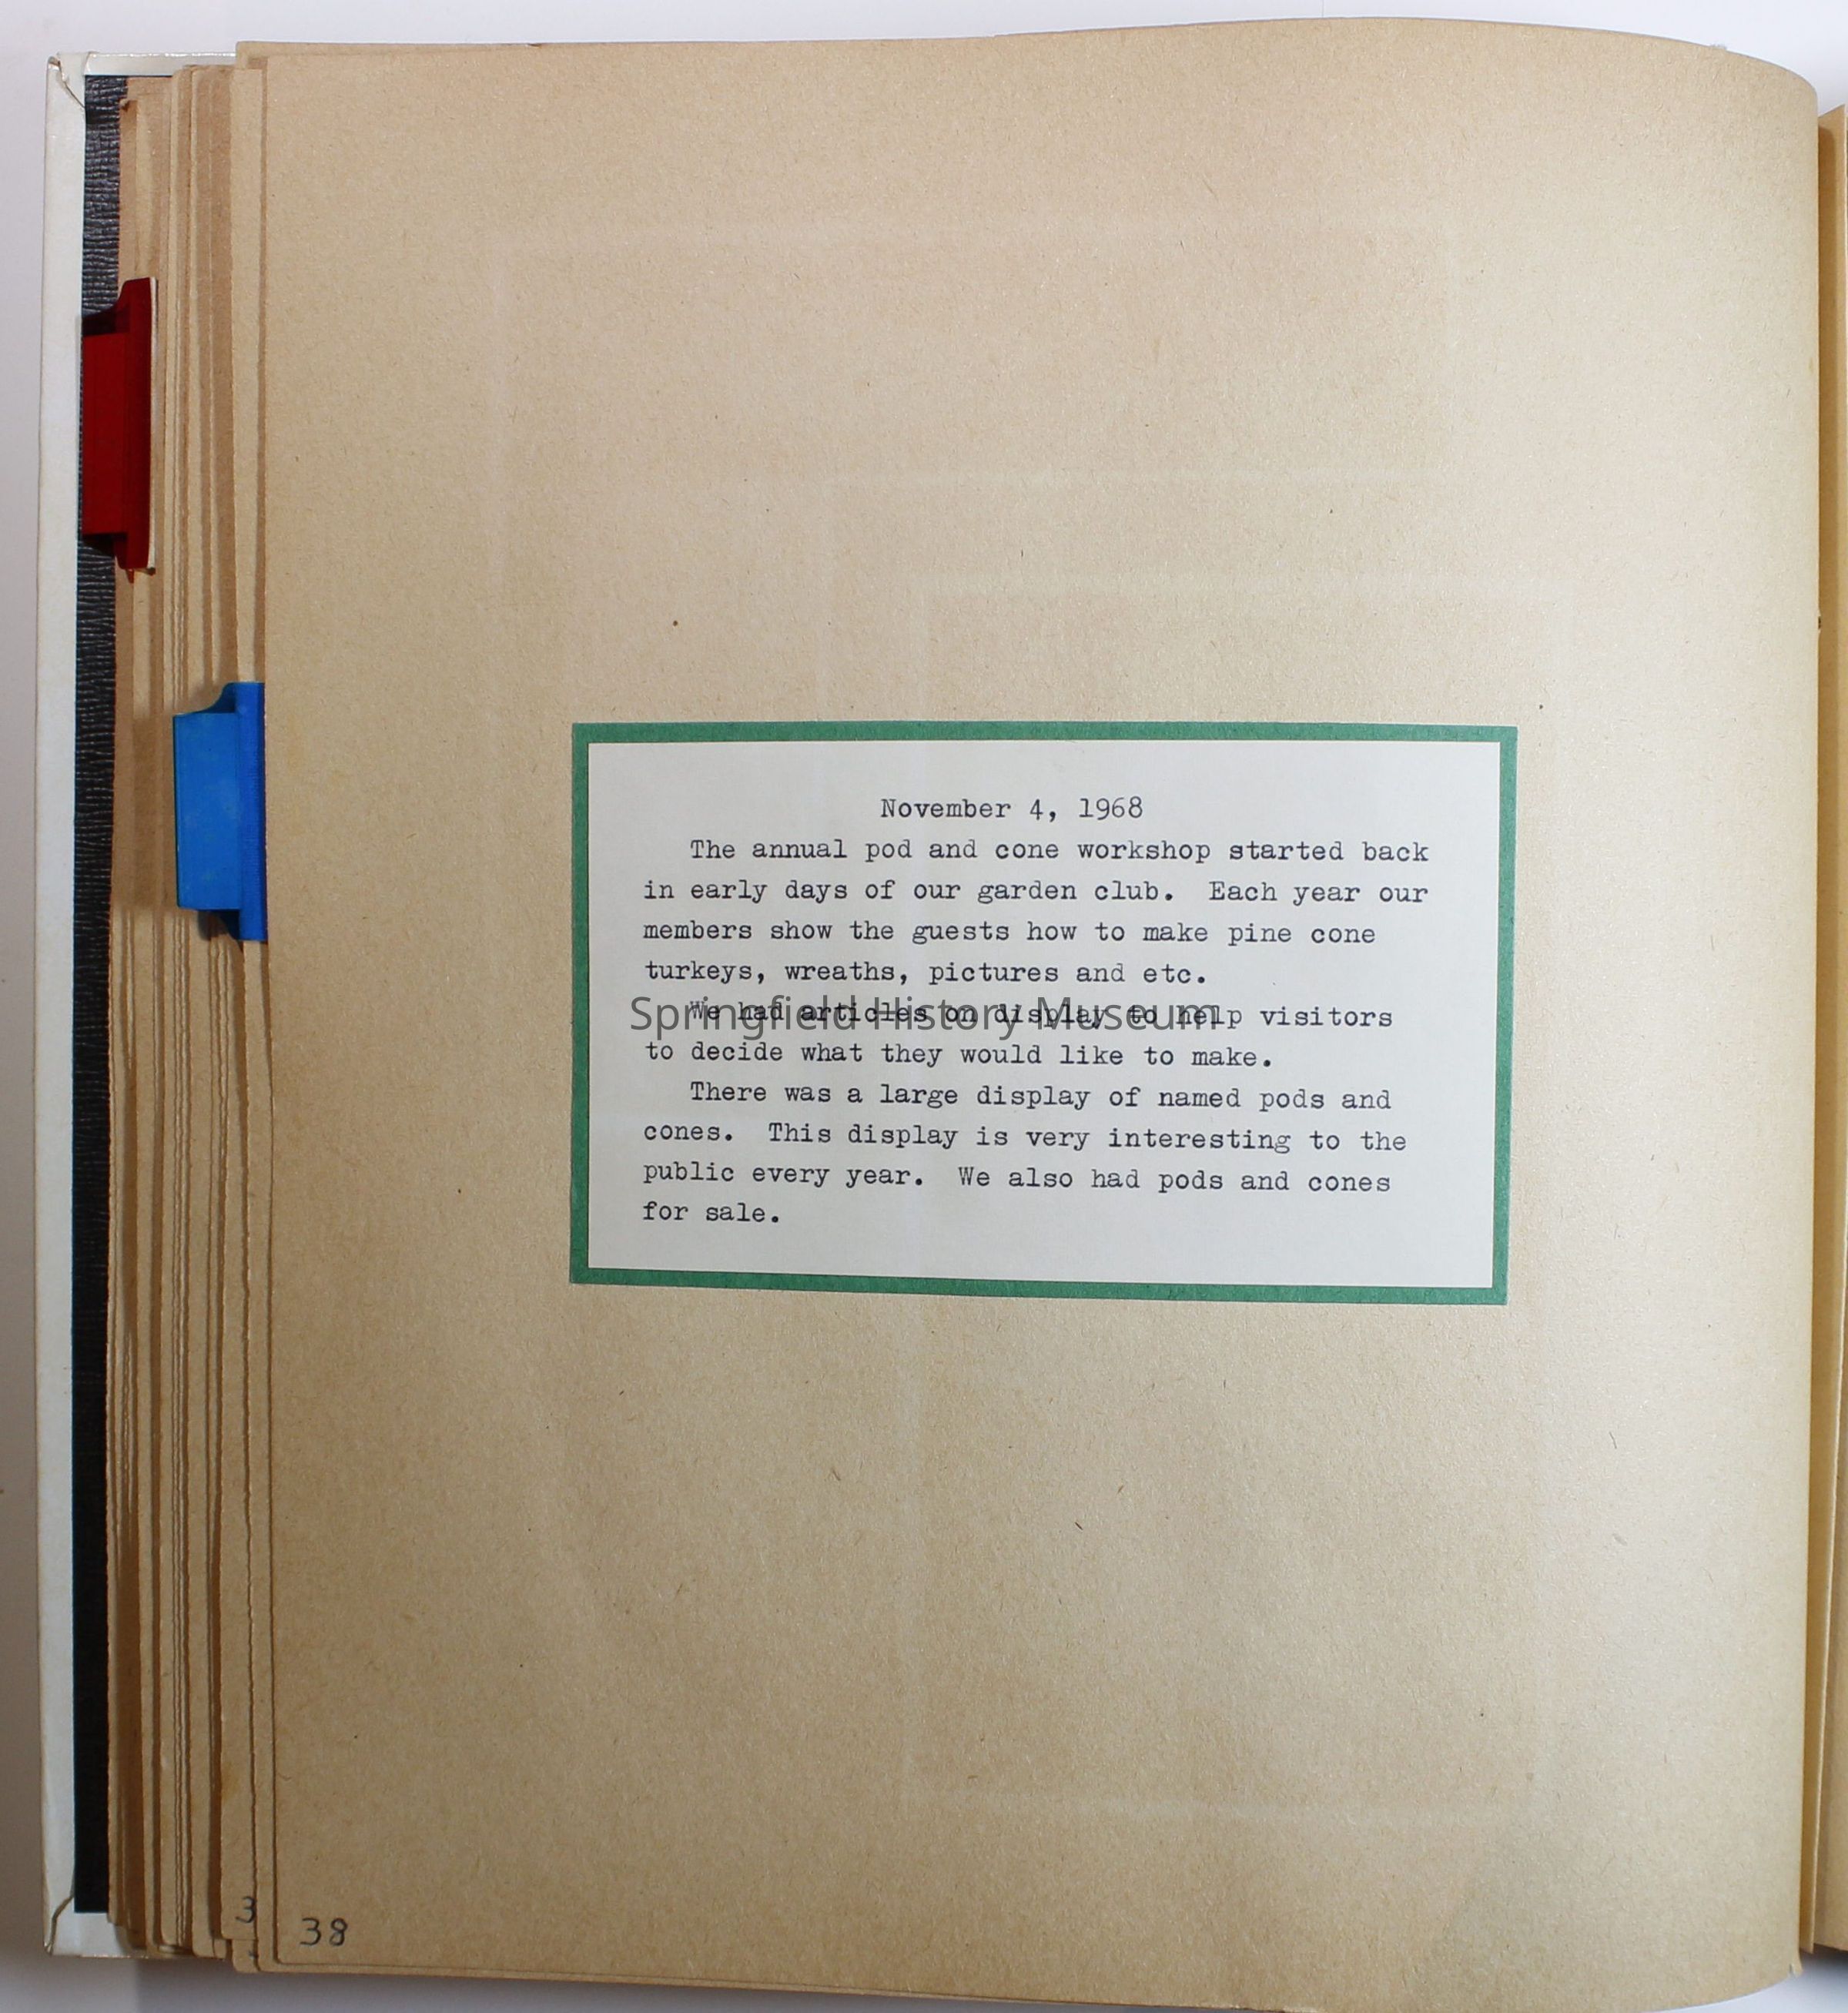 November 4, 1968
The annual pod and cone workshop started back
in early days of our garden club. Each year our
members show the guests how to make pine cone
turkeys, wreaths, pictures and etc.
We had articles on display to help visitors
Springfield History Museum
to decide what they would like to make.
There was a large display of named pods and
cones. This display is very interesting to the
public every year. We also had pods and cones
for sale.
3
38